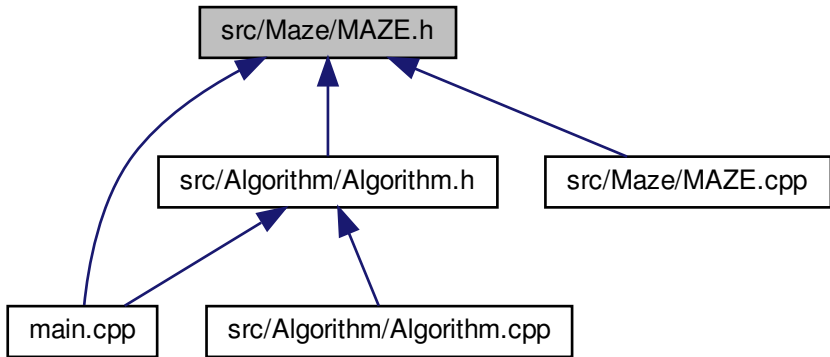 src/Maze/MAZE.h
src/Algorithm/Algorithm.h
src/Maze/MAZE.cpp
main.cpp
src/Algorithm/Algorithm.cpp